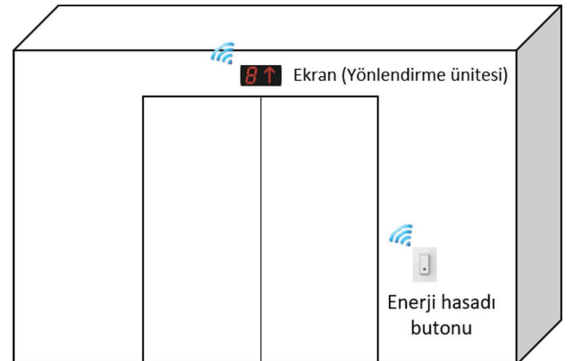 8↑ Ekran (Yönlendirme ünitesi)
Enerji hasadı
butonu